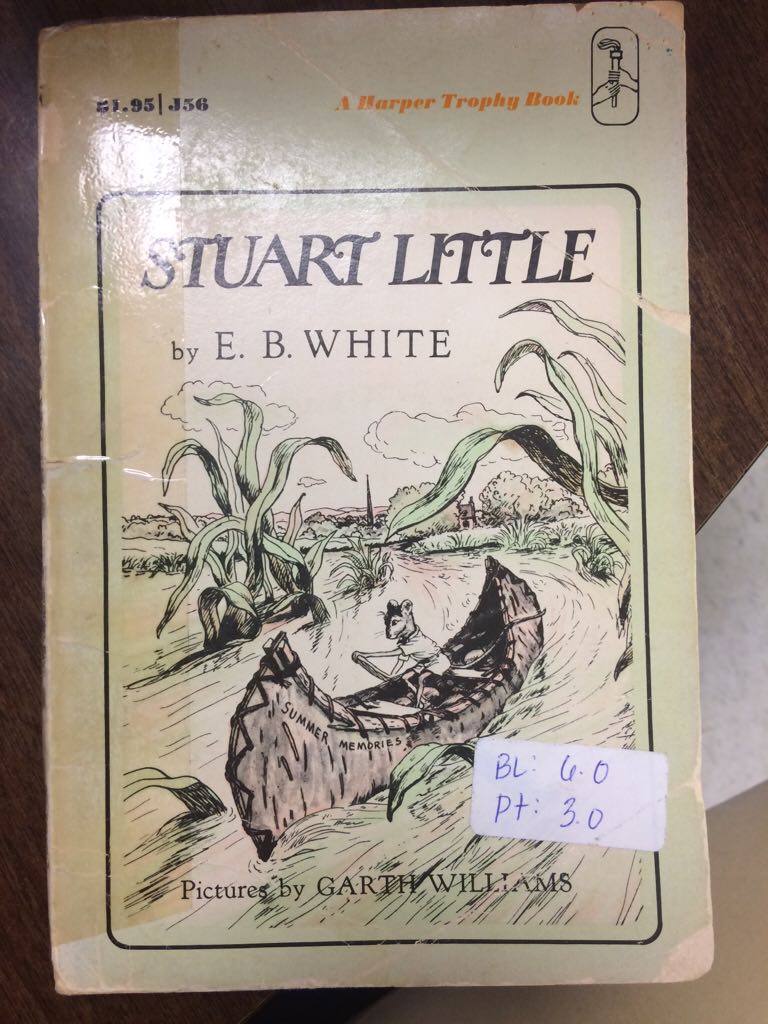 $1.95 | J56
A Harper Trophy Book
STUART LITTLE
by E. B. WHITE
SUMMER MEMORIES
BL: 6.0
Pt: 3.0
Pictures by GARTH WILLIAMS